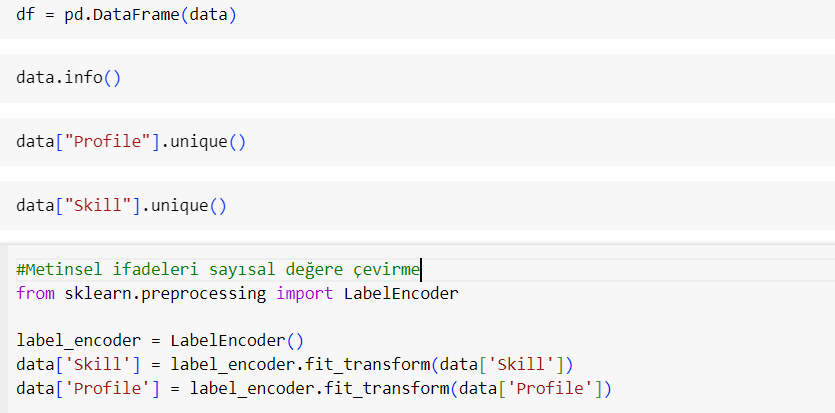 df = pd.DataFrame(data)
data.info()
data["Profile"].unique()
data["Skill"].unique()
#Metinsel ifadeleri sayısal değere çevirme
from sklearn.preprocessing import LabelEncoder
label_encoder = LabelEncoder()
data['Skill'] = label_encoder.fit_transform(data['Skill'])
data['Profile'] = label_encoder.fit_transform(data['Profile'])